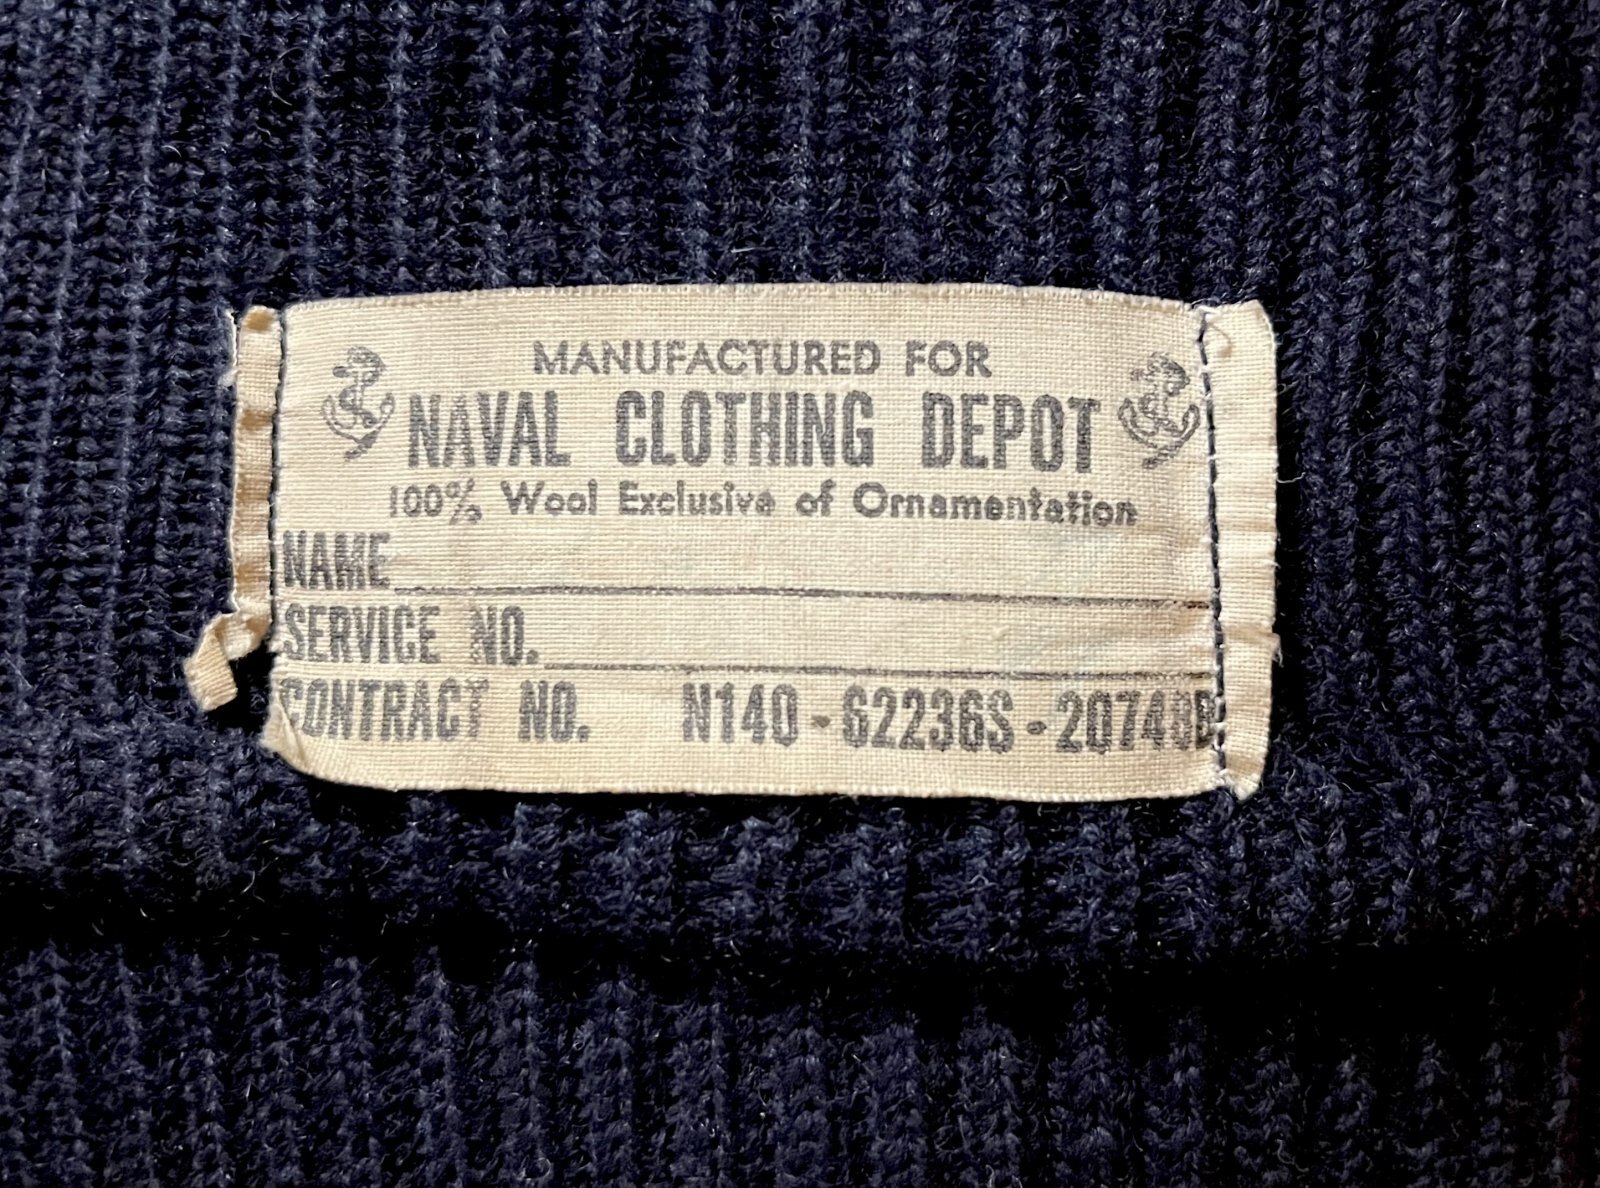 MANUFACTURED FOR
NAVAL CLOTHING DEPOT
100% Wool Exclusive of Ornamentation
NAME
SERVICE NO.
CONTRACT NO. N140-62236S-20748B